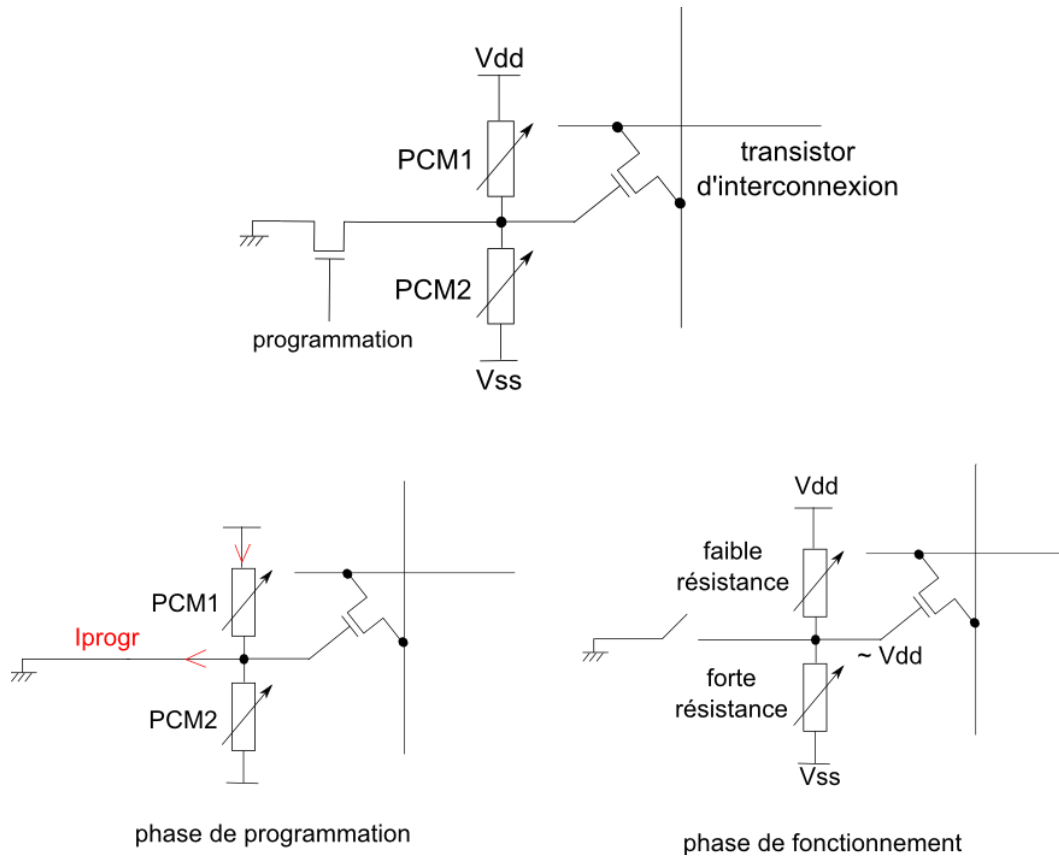 Vdd
PCM1
transistor
d'interconnexion
PCM2
programmation
Vss
Vdd
faible
résistance
PCM1
Iprogr
~ Vdd
forte
résistance
PCM2
Vss
phase de programmation
phase de fonctionnement